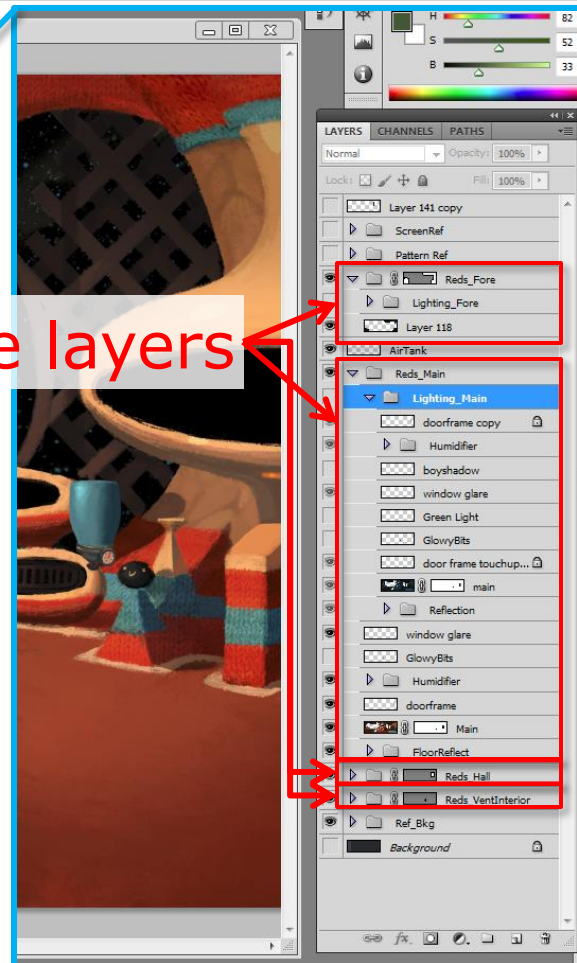 H 82
S 52
B 33
LAYERS CHANNELS PATHS
Normal Opacity: 100%
Lock: Fill: 100%
Layer 141 copy
ScreenRef
Pattern Ref
Reds_Fore
Lighting_Fore
Layer 118
e layers
AirTank
Reds_Main
Lighting_Main
doorframe copy
Humidifier
boyshadow
window glare
Green Light
GlowyBits
door frame touchup...
main
Reflection
window glare
GlowyBits
Humidifier
doorframe
Main
FloorReflect
Reds_Hall
Reds_VentInterior
Ref_Bkg
Background
fx.